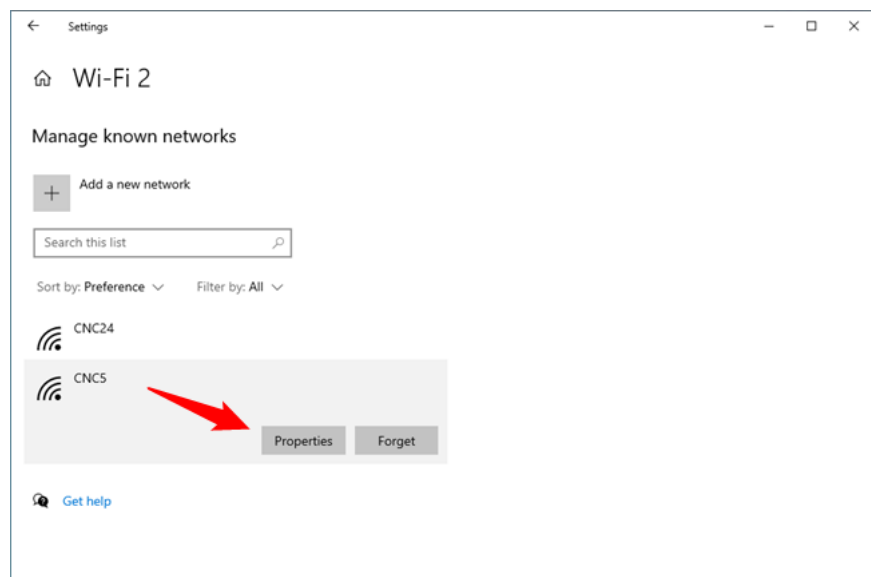 Settings
Wi-Fi 2
Manage known networks
Add a new network
Search this list
Sort by: Preference Filter by: All
CNC24
CNC5
Properties Forget
Get help